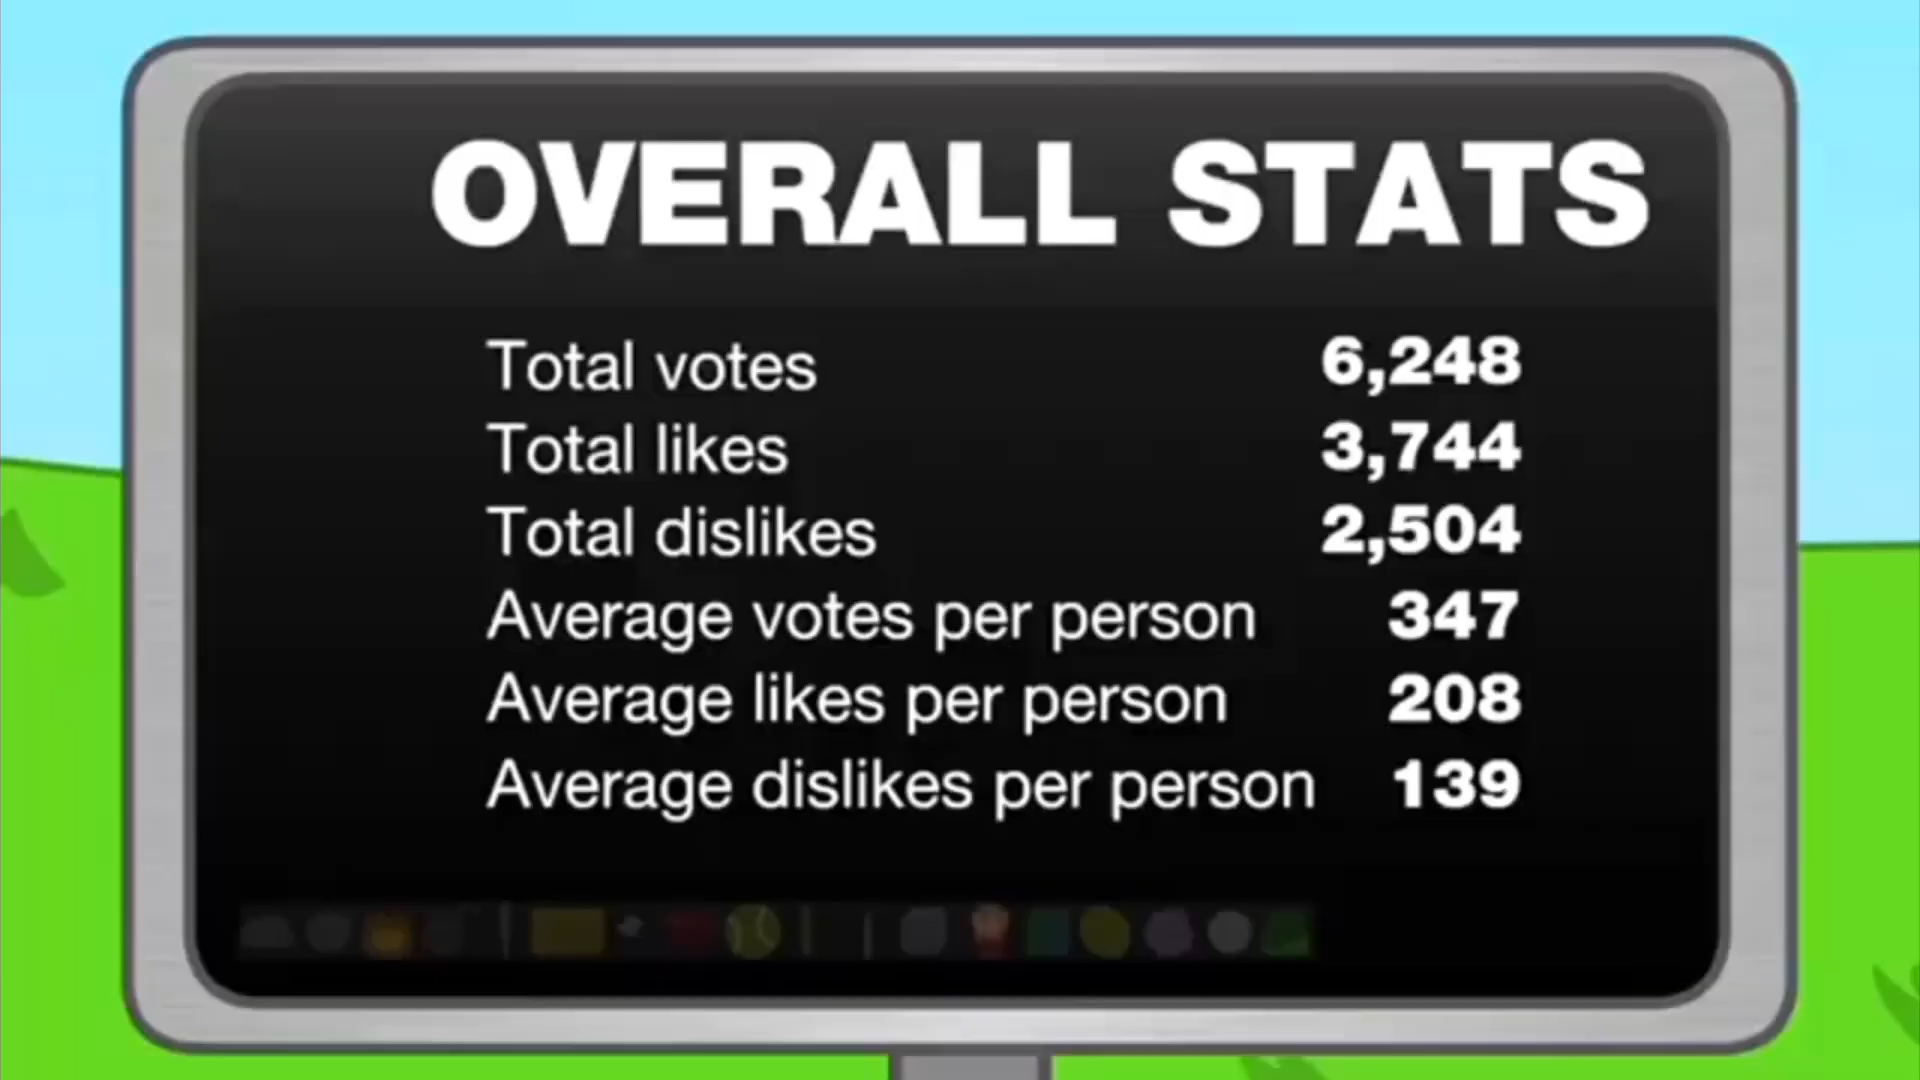 OVERALL STATS
Total votes 6,248
Total likes 3,744
Total dislikes 2,504
Average votes per person 347
Average likes per person 208
Average dislikes per person 139